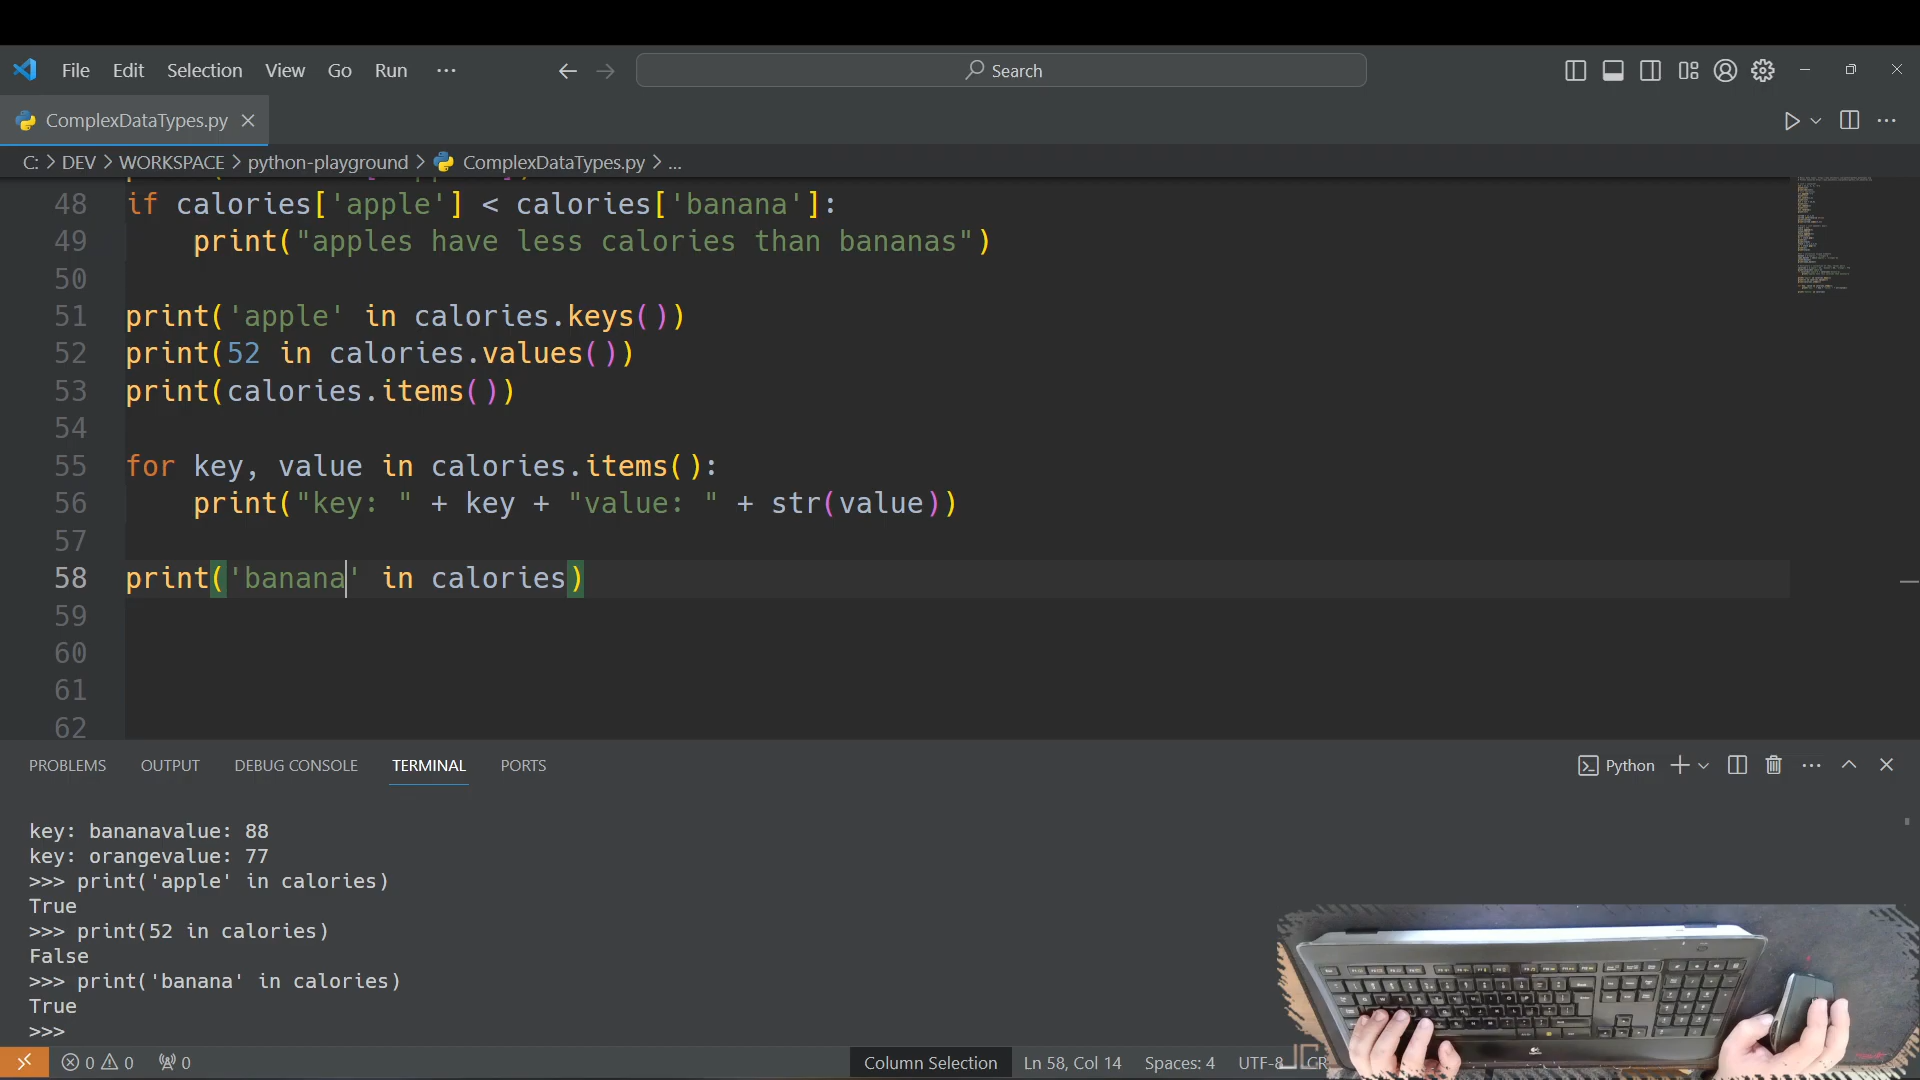 File Edit Selection View Go Run ··· Search
ComplexDataTypes.py
C: > DEV > WORKSPACE > python-playground > ComplexDataTypes.py > ...
48 if calories['apple'] < calories['banana']:
49 print("apples have less calories than bananas")
50
51 print('apple' in calories.keys())
52 print(52 in calories.values())
53 print(calories.items())
54
55 for key, value in calories.items():
56 print("key: " + key + "value: " + str(value))
57
58 print('banana' in calories)
59
60
61
62
PROBLEMS OUTPUT DEBUG CONSOLE TERMINAL PORTS Python
key: bananavalue: 88
key: orangevalue: 77
>>> print('apple' in calories)
True
>>> print(52 in calories)
False
>>> print('banana' in calories)
True
>>>
0 0 0 Column Selection Ln 58, Col 14 Spaces: 4 UTF-8